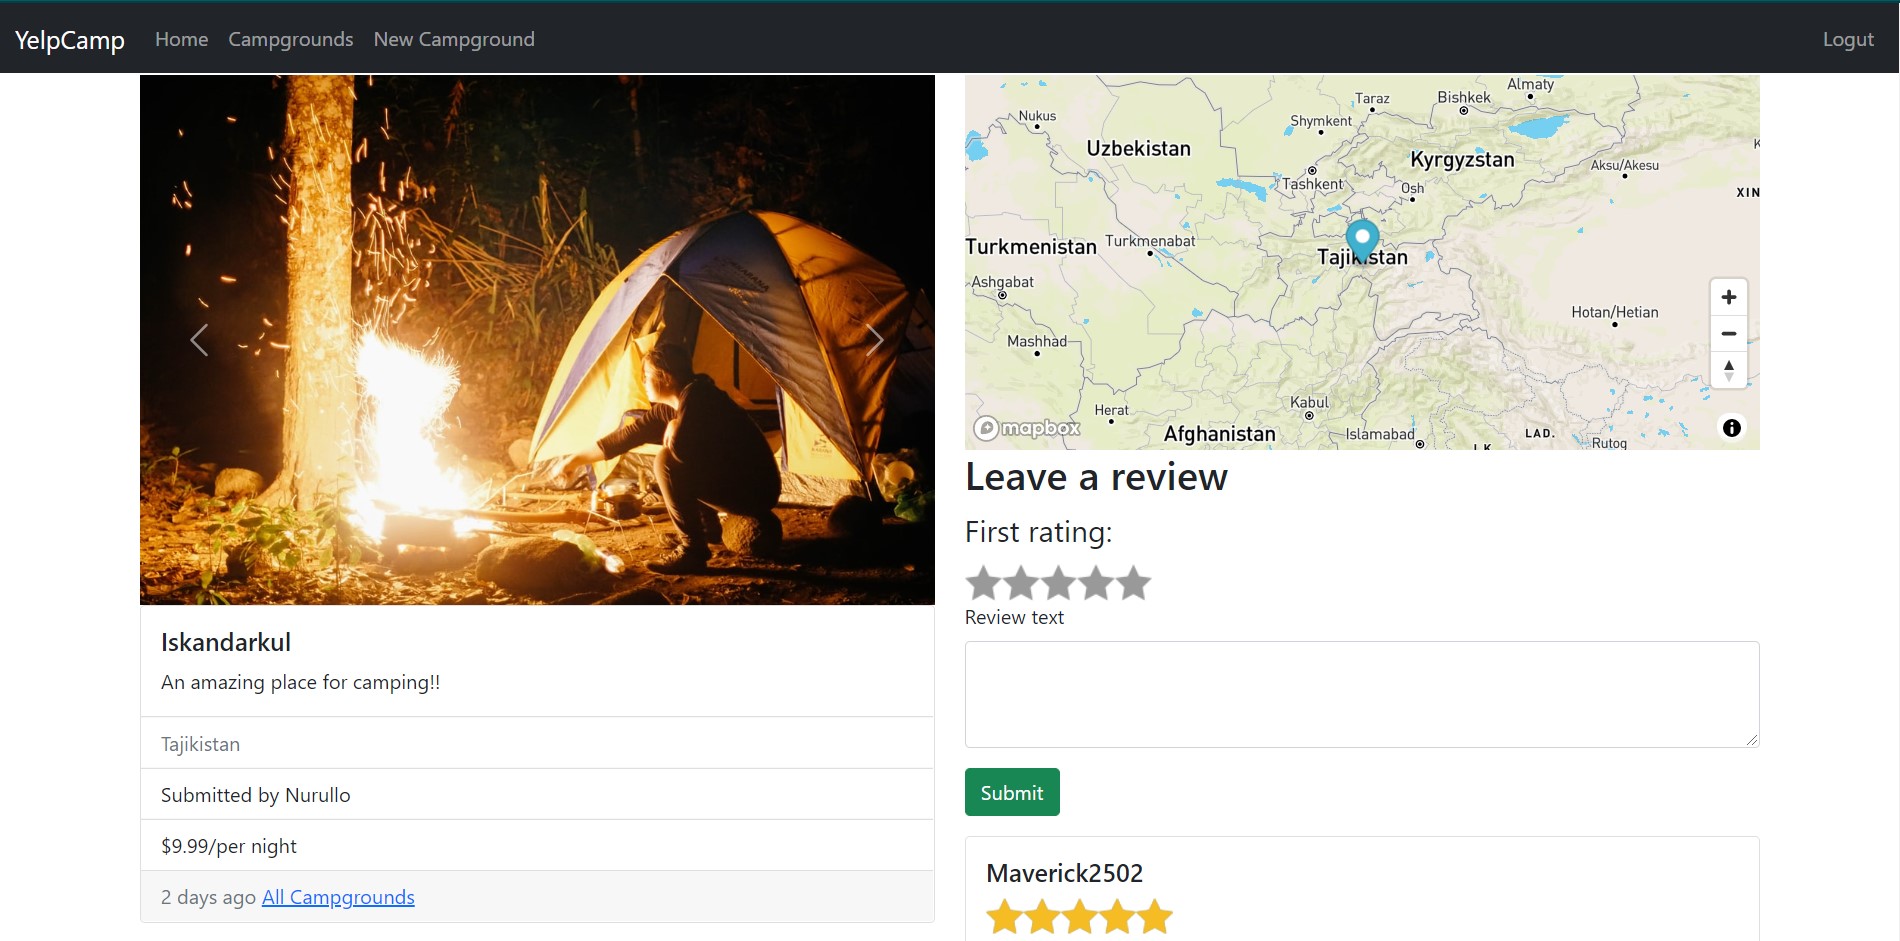 YelpCamp Home Campgrounds New Campground Logut
Iskandarkul
An amazing place for camping!!
Tajikistan
Submitted by Nurullo
$9.99/per night
2 days ago All Campgrounds
Almaty
Taraz
Bishkek
Nukus
Shymkent
Uzbekistan
Kyrgyzstan
Aksu/Akesu
Tashkent
Osh
XIN
Turkmenistan
Turkmenabat
Tajikistan
Ashgabat
Hotan/Hetian
Mashhad
Kabul
Herat
mapbox
Afghanistan
Islamabad
LAD.
Rutog
Leave a review
First rating:
Review text
Submit
Maverick2502